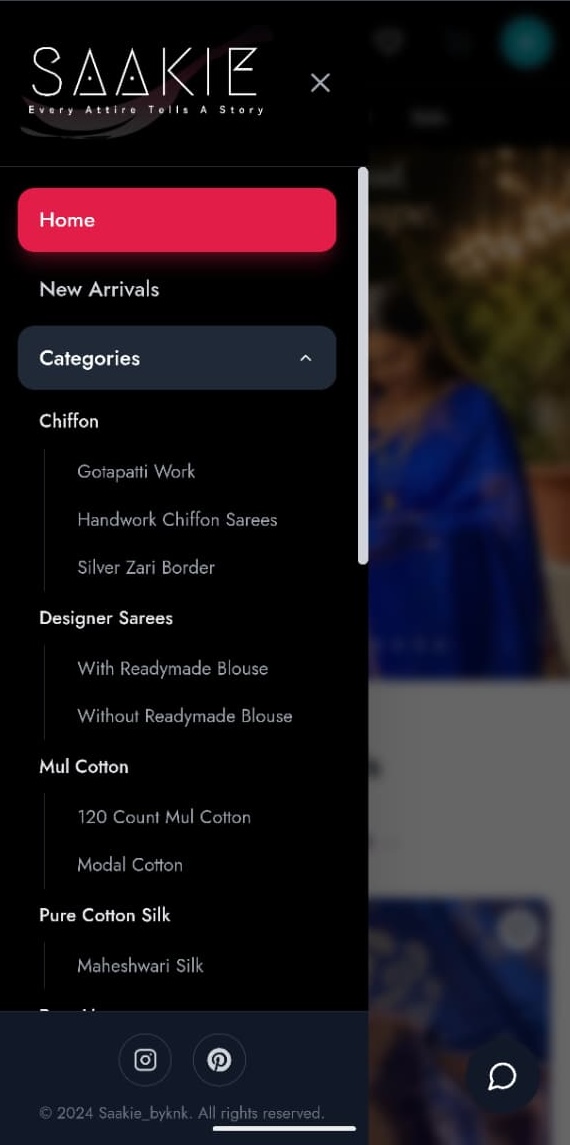 SAAKIE
Every Attire Tells A Story
Home
New Arrivals
Categories
Chiffon
Gotapatti Work
Handwork Chiffon Sarees
Silver Zari Border
Designer Sarees
With Readymade Blouse
Without Readymade Blouse
Mul Cotton
120 Count Mul Cotton
Modal Cotton
Pure Cotton Silk
Maheshwari Silk
© 2024 Saakie_byknk. All rights reserved.